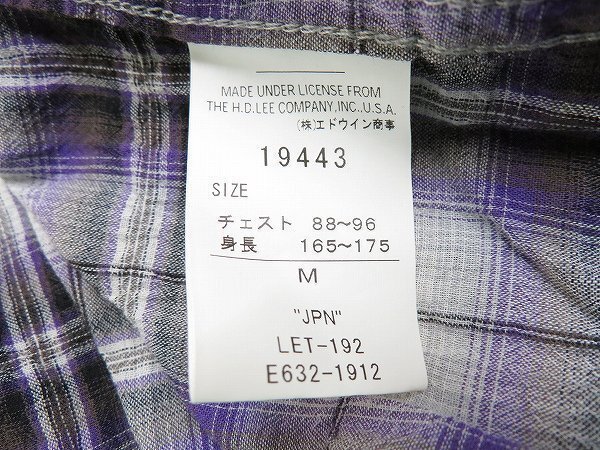 MADE UNDER LICENSE FROM
THE H.D.LEE COMPANY,INC.,U.S.A.
(株)エドウイン商事
19443
SIZE
チェスト 88~96
身長 165~175
M
"JPN"
LET-192
E632-1912